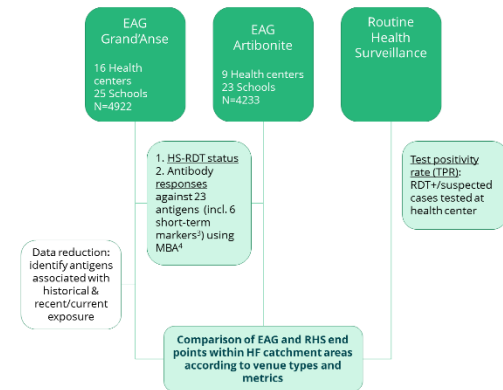 EAG
Grand'Anse
16 Health
centers
25 Schools
N=4922
EAG
Artibonite
9 Health centers
23 Schools
N=4233
Routine
Health
Surveillance
1. HS-RDT status
2. Antibody
responses
against 23
antigens (incl. 6
short-term
markers³) using
MBA⁴
Test positivity
rate (TPR):
RDT+/suspected
cases tested at
health center
Data reduction:
identify antigens
associated with
historical &
recent/current
exposure
Comparison of EAG and RHS end
points within HF catchment areas
according to venue types and
metrics